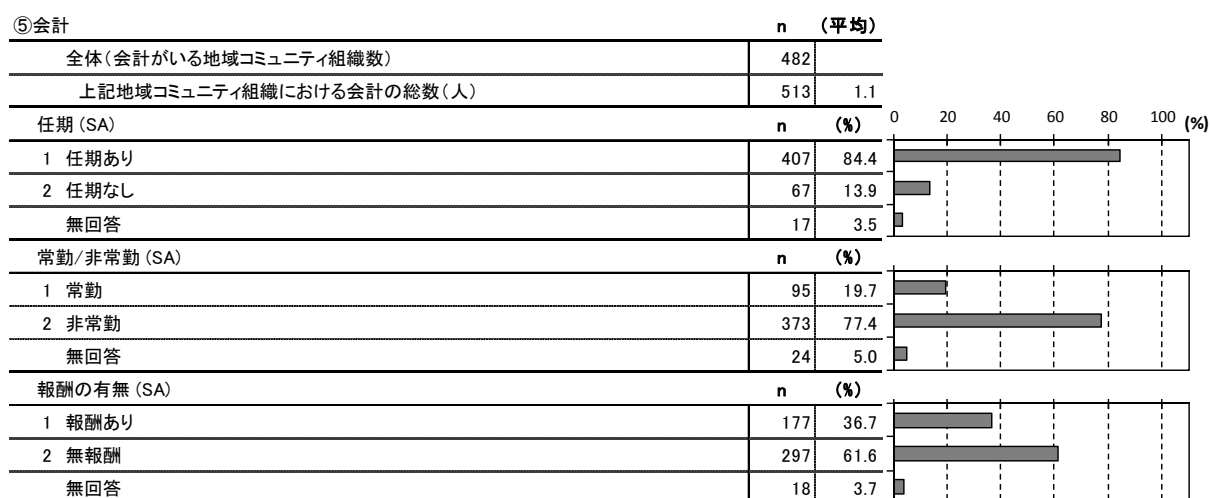 ⑤会計 n (平均)
全体(会計がいる地域コミュニティ組織数) 482
上記地域コミュニティ組織における会計の総数(人) 513 1.1
任期(SA) n (%) 0 20 40 60 80 100 (%)
1 任期あり 407 84.4
2 任期なし 67 13.9
無回答 17 3.5
常勤/非常勤(SA) n (%)
1 常勤 95 19.7
2 非常勤 373 77.4
無回答 24 5.0
報酬の有無(SA) n (%)
1 報酬あり 177 36.7
2 無報酬 297 61.6
無回答 18 3.7